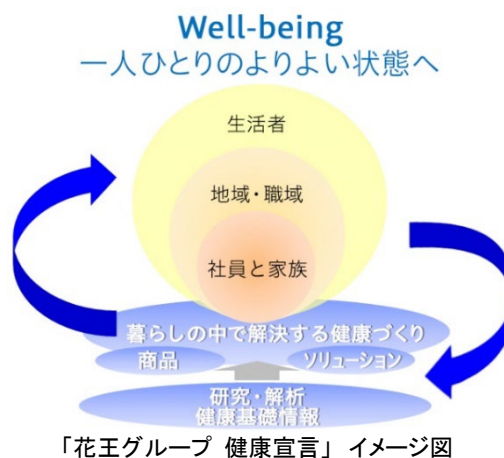 Well-being
一人ひとりのよりよい状態へ
生活者
地域・職域
社員と家族
暮らしの中で解決する健康づくり
商品
ソリューション
研究・解析
健康基礎情報
「花王グループ 健康宣言」 イメージ図